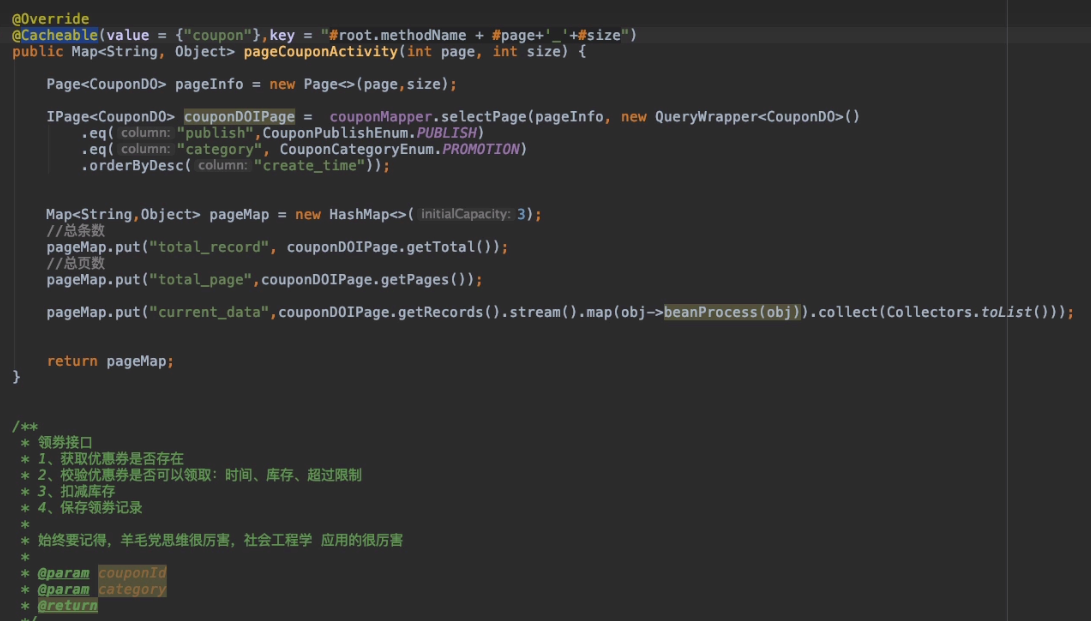 @Override
@Cacheable(value = {"coupon"},key = "#root.methodName + #page+'_'+#size")
public Map<String, Object> pageCouponActivity(int page, int size) {
Page<CouponDO> pageInfo = new Page<>(page,size);
IPage<CouponDO> couponDOIPage =  couponMapper.selectPage(pageInfo, new QueryWrapper<CouponDO>()
.eq( column: "publish",CouponPublishEnum.PUBLISH)
.eq( column: "category", CouponCategoryEnum.PROMOTION)
.orderByDesc( column: "create_time"));
Map<String,Object> pageMap = new HashMap<>( initialCapacity: 3);
//总条数
pageMap.put("total_record", couponDOIPage.getTotal());
//总页数
pageMap.put("total_page",couponDOIPage.getPages());
pageMap.put("current_data",couponDOIPage.getRecords().stream().map(obj->beanProcess(obj)).collect(Collectors.toList()));
return pageMap;
}
/**
* 领劵接口
* 1、获取优惠券是否存在
* 2、校验优惠券是否可以领取：时间、库存、超过限制
* 3、扣减库存
* 4、保存领劵记录
*
* 始终要记得，羊毛党思维很厉害，社会工程学 应用的很厉害
*
* @param couponId
* @param category
* @return
*/